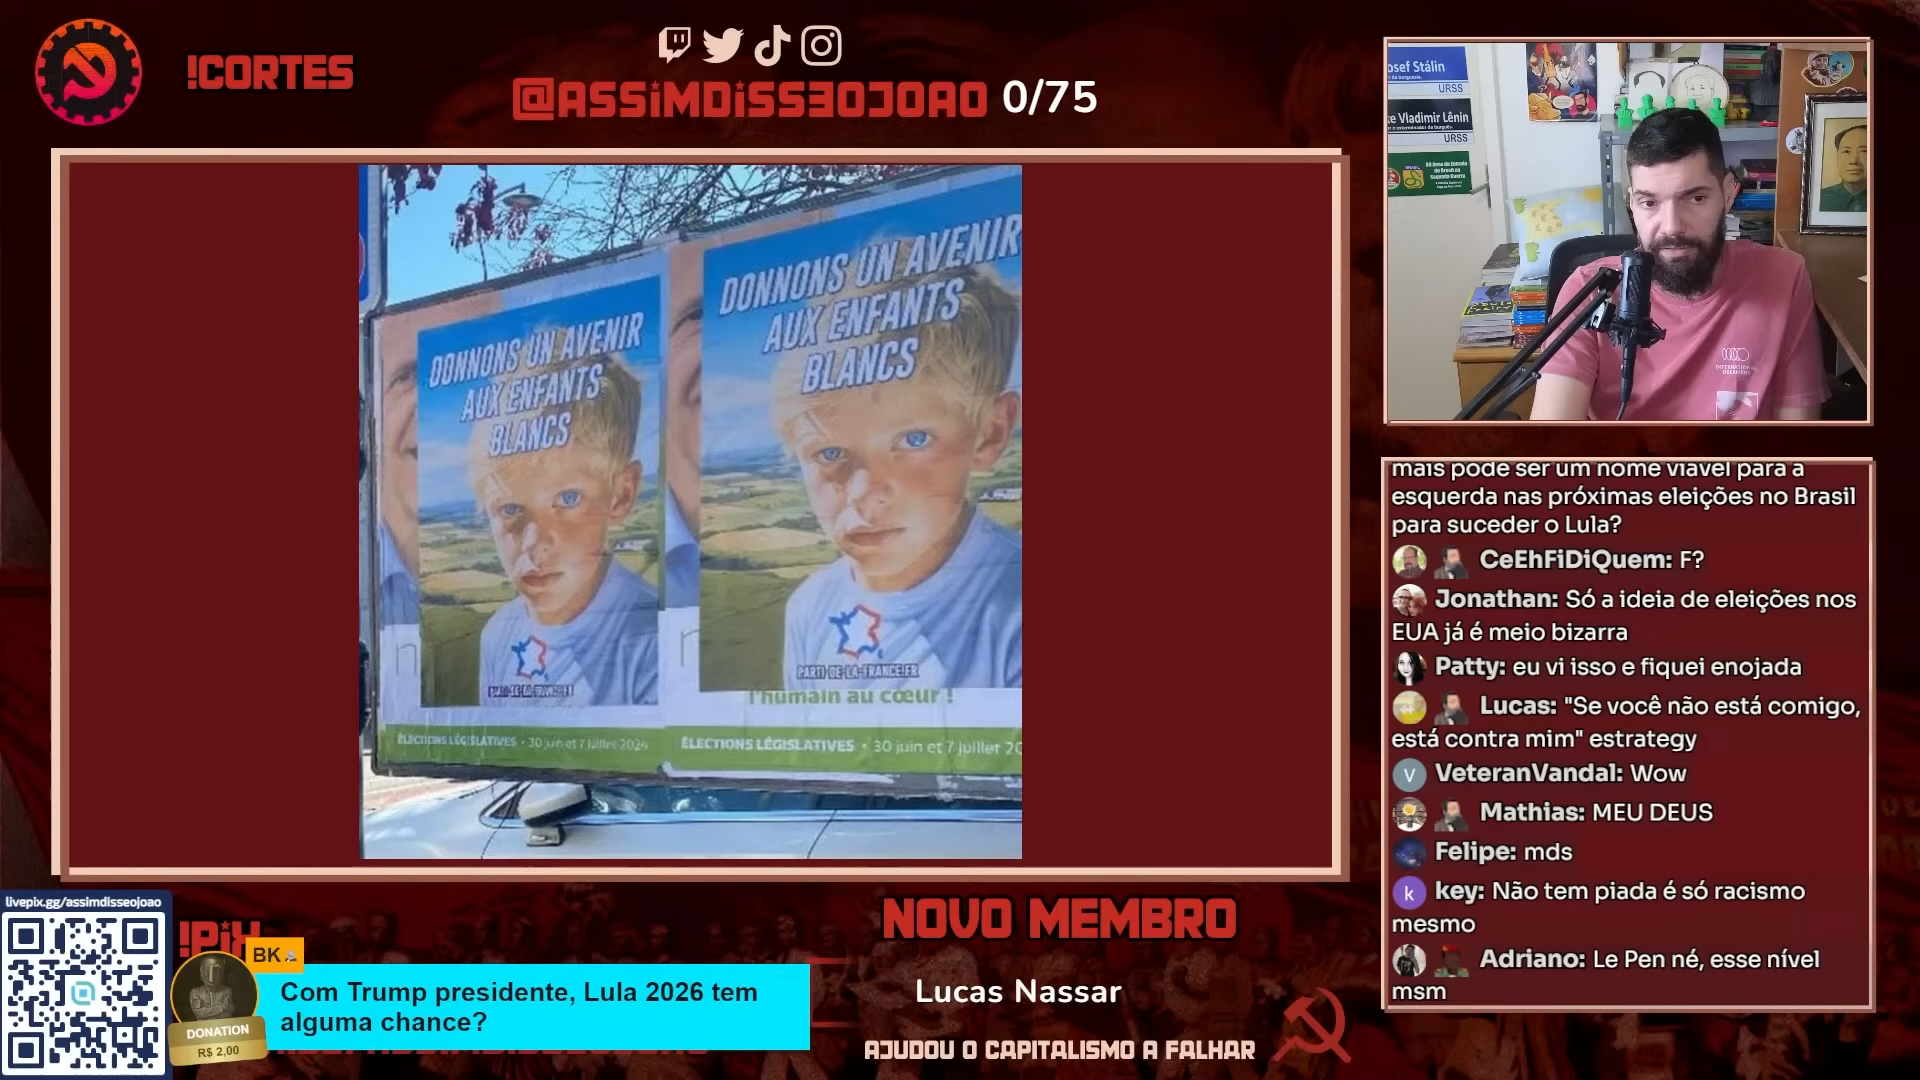 !CORTES
@ASSIMDISSEOJOAO 0/75
DONNONS UN AVENIR
AUX ENFANTS
BLANCS
ÉLECTIONS LÉGISLATIVES • 30 juin et 7 juillet 2024
DONNONS UN AVENIR
AUX ENFANTS
BLANCS
PARTI-DE-LA-FRANCE.FR
l'humain au cœur !
ÉLECTIONS LÉGISLATIVES • 30 juin et 7 juillet 20
osef Stálin
URSS
te Vladimir Lênin
URSS
INTERNATIONAL
mais pode ser um nome viável para a
esquerda nas próximas eleições no Brasil
para suceder o Lula?
CeEhFiDiQuem: F?
Jonathan: Só a ideia de eleições nos
EUA já é meio bizarra
Patty: eu vi isso e fiquei enojada
Lucas: "Se você não está comigo,
está contra mim" estrategy
V VeteranVandal: Wow
Mathias: MEU DEUS
Felipe: mds
k key: Não tem piada é só racismo
mesmo
Adriano: Le Pen né, esse nível
msm
livepix.gg/assimdisseojoao
!PIX
BK
DONATION
R$ 2,00
Com Trump presidente, Lula 2026 tem
alguma chance?
NOVO MEMBRO
Lucas Nassar
AJUDOU O CAPITALISMO A FALHAR